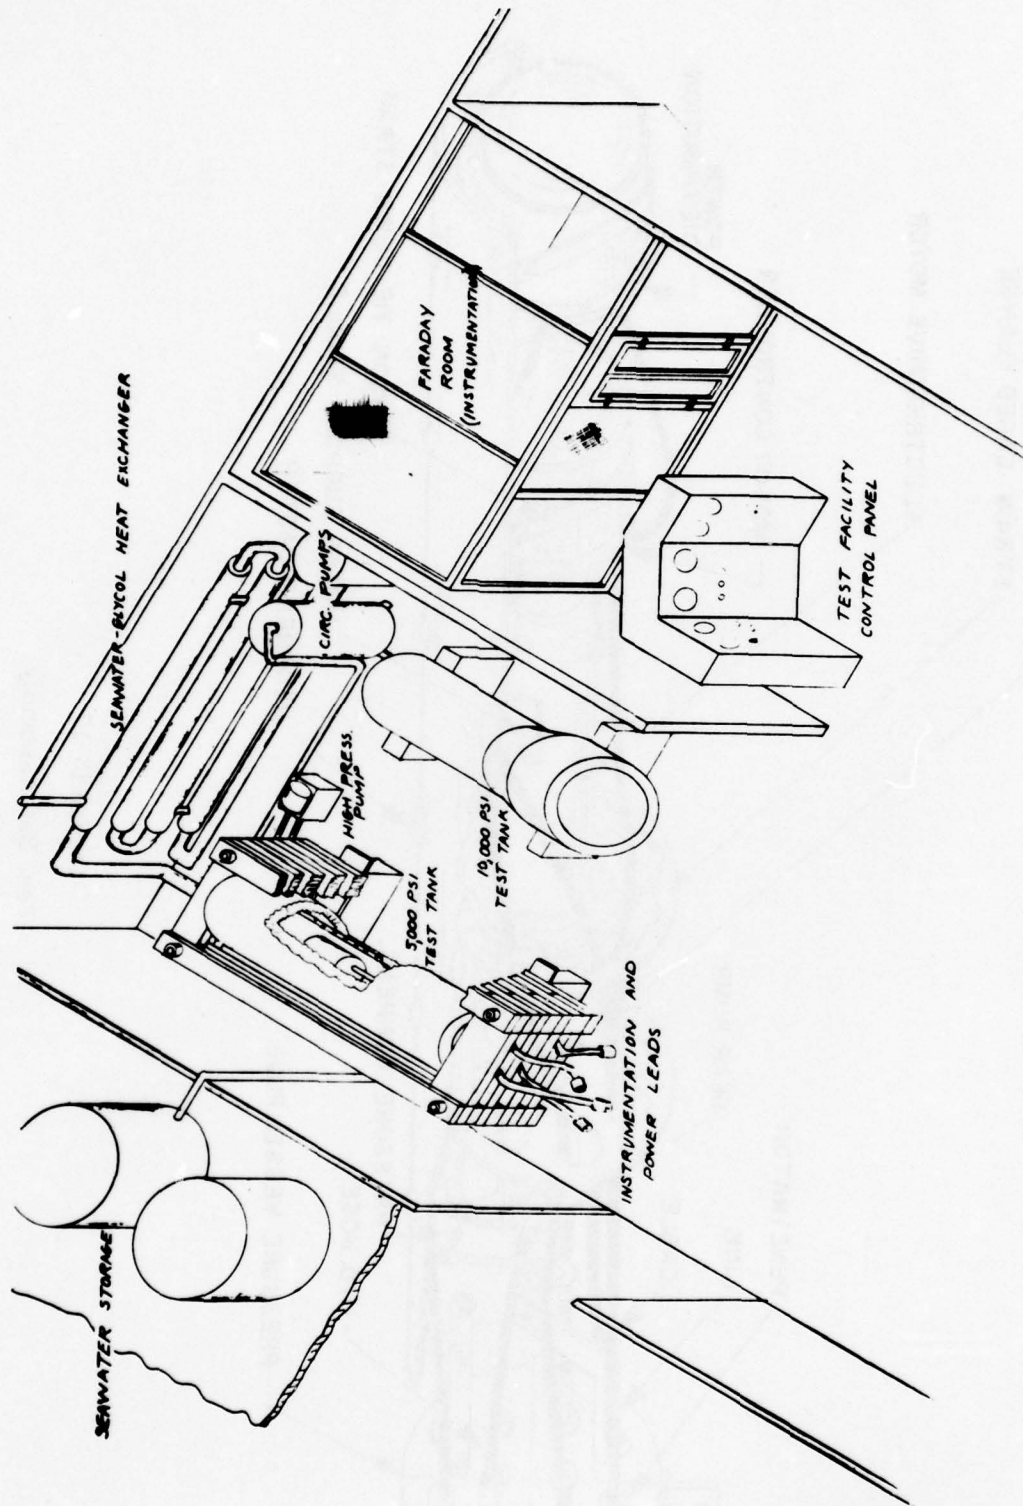 SEAWATER STORAGE
SEAWATER-GLYCOL HEAT EXCHANGER
CIRC. PUMPS
HIGH PRESS.
PUMP
5,000 PSI
TEST TANK
10,000 PSI
TEST TANK
INSTRUMENTATION AND
POWER LEADS
FARADAY
ROOM
(INSTRUMENTATION)
TEST FACILITY
CONTROL PANEL